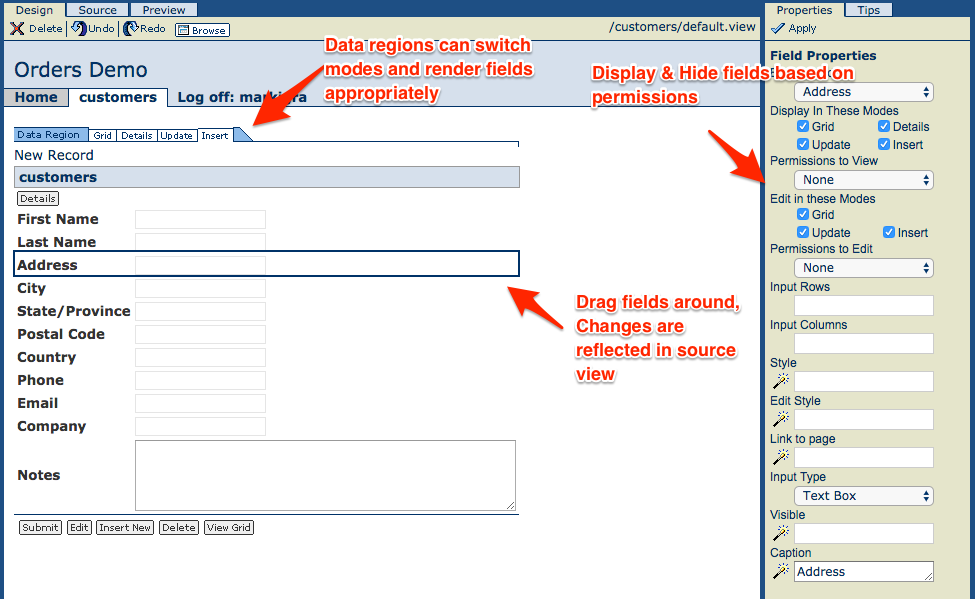 Design Source Preview
Delete Undo Redo Browse
/customers/default.view
Orders Demo
Home customers Log off:
Data regions can switch
modes and render fields
appropriately
Display & Hide fields based on
permissions
Data Region Grid Details Update Insert
New Record
customers
Details
First Name
Last Name
Address
City
State/Province
Postal Code
Country
Phone
Email
Company
Notes
Submit Edit Insert New Delete View Grid
Drag fields around,
Changes are
reflected in source
view
Properties Tips
Apply
Field Properties
Address
Display In These Modes
Grid Details
Update Insert
Permissions to View
None
Edit in these Modes
Grid
Update Insert
Permissions to Edit
None
Input Rows
Input Columns
Style
Edit Style
Link to page
Input Type
Text Box
Visible
Caption
Address